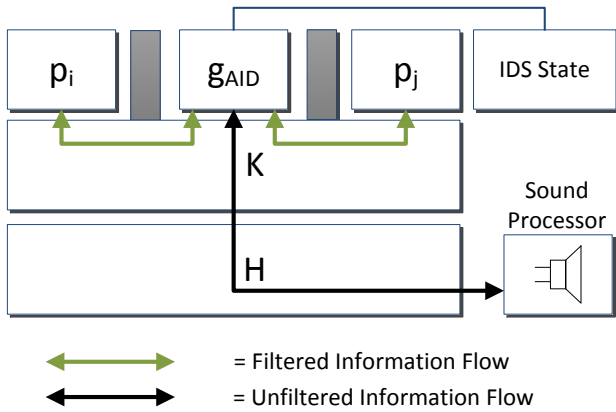 pi
gAID
pj
IDS State
K
Sound
Processor
H
= Filtered Information Flow
= Unfiltered Information Flow